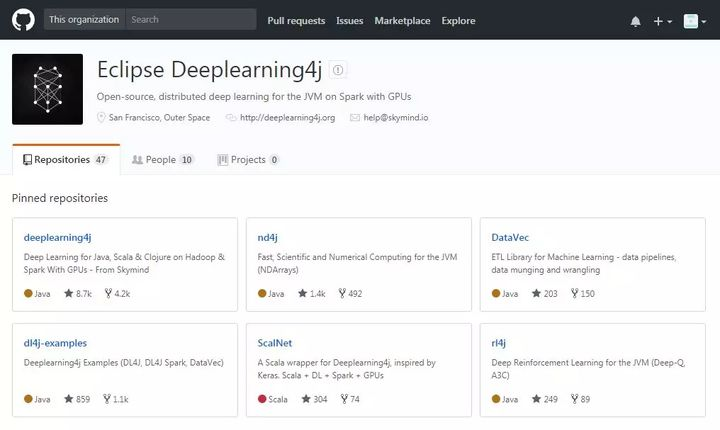 This organization Search Pull requests Issues Marketplace Explore
Eclipse Deeplearning4j
Open-source, distributed deep learning for the JVM on Spark with GPUs
San Francisco, Outer Space http://deeplearning4j.org help@skymind.io
Repositories 47 People 10 Projects 0
Pinned repositories
deeplearning4j
Deep Learning for Java, Scala & Clojure on Hadoop &
Spark With GPUs - From Skymind
Java 8.7k 4.2k
nd4j
Fast, Scientific and Numerical Computing for the JVM
(NDArrays)
Java 1.4k 492
DataVec
ETL Library for Machine Learning - data pipelines,
data munging and wrangling
Java 203 150
dl4j-examples
Deeplearning4j Examples (DL4J, DL4J Spark, DataVec)
Java 859 1.1k
ScalNet
A Scala wrapper for Deeplearning4j, inspired by
Keras. Scala + DL + Spark + GPUs
Scala 304 74
rl4j
Deep Reinforcement Learning for the JVM (Deep-Q,
A3C)
Java 249 89